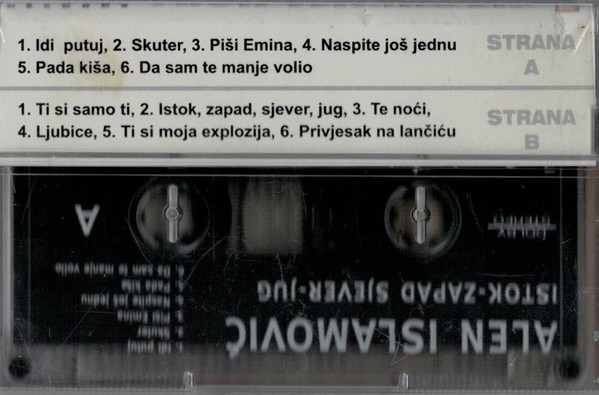 1. Idi putuj, 2. Skuter, 3. Piši Emina, 4. Naspite još jednu
5. Pada kiša, 6. Da sam te manje volio
STRANA
A
1. Ti si samo ti, 2. Istok, zapad, sjever, jug, 3. Te noći,
4. Ljubice, 5. Ti si moja explozija, 6. Privjesak na lančiću
STRANA
B
ALEN ISLAMOVIĆ
ISTOK-ZAPAD SJEVER-JUG
1. Idi putuj
2. Skuter
3. Piši Emina
4. Naspite još jednu
5. Pada kiša
6. Da sam te manje volio
A